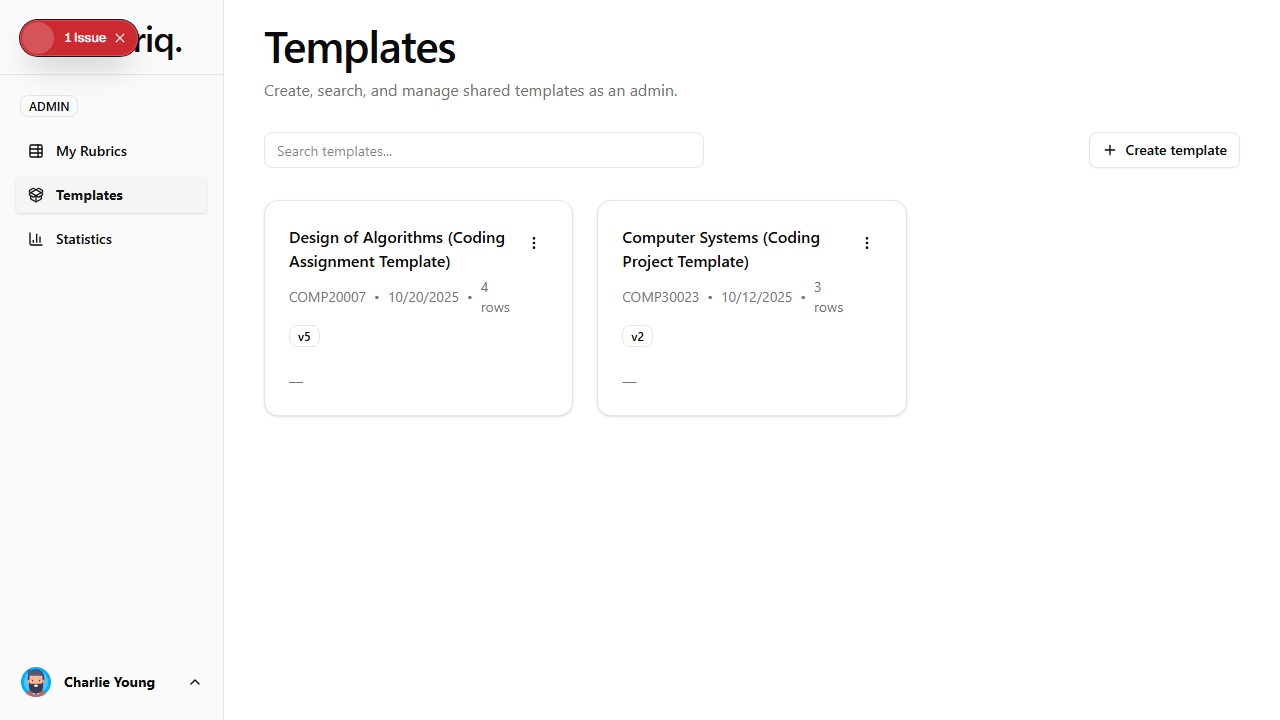 1 Issue
riq.
ADMIN
My Rubrics
Templates
Statistics
Charlie Young
Templates
Create, search, and manage shared templates as an admin.
Search templates...
Create template
Design of Algorithms (Coding
Assignment Template)
COMP20007 • 10/20/2025 • 4
rows
v5
—
Computer Systems (Coding
Project Template)
COMP30023 • 10/12/2025 • 3
rows
v2
—